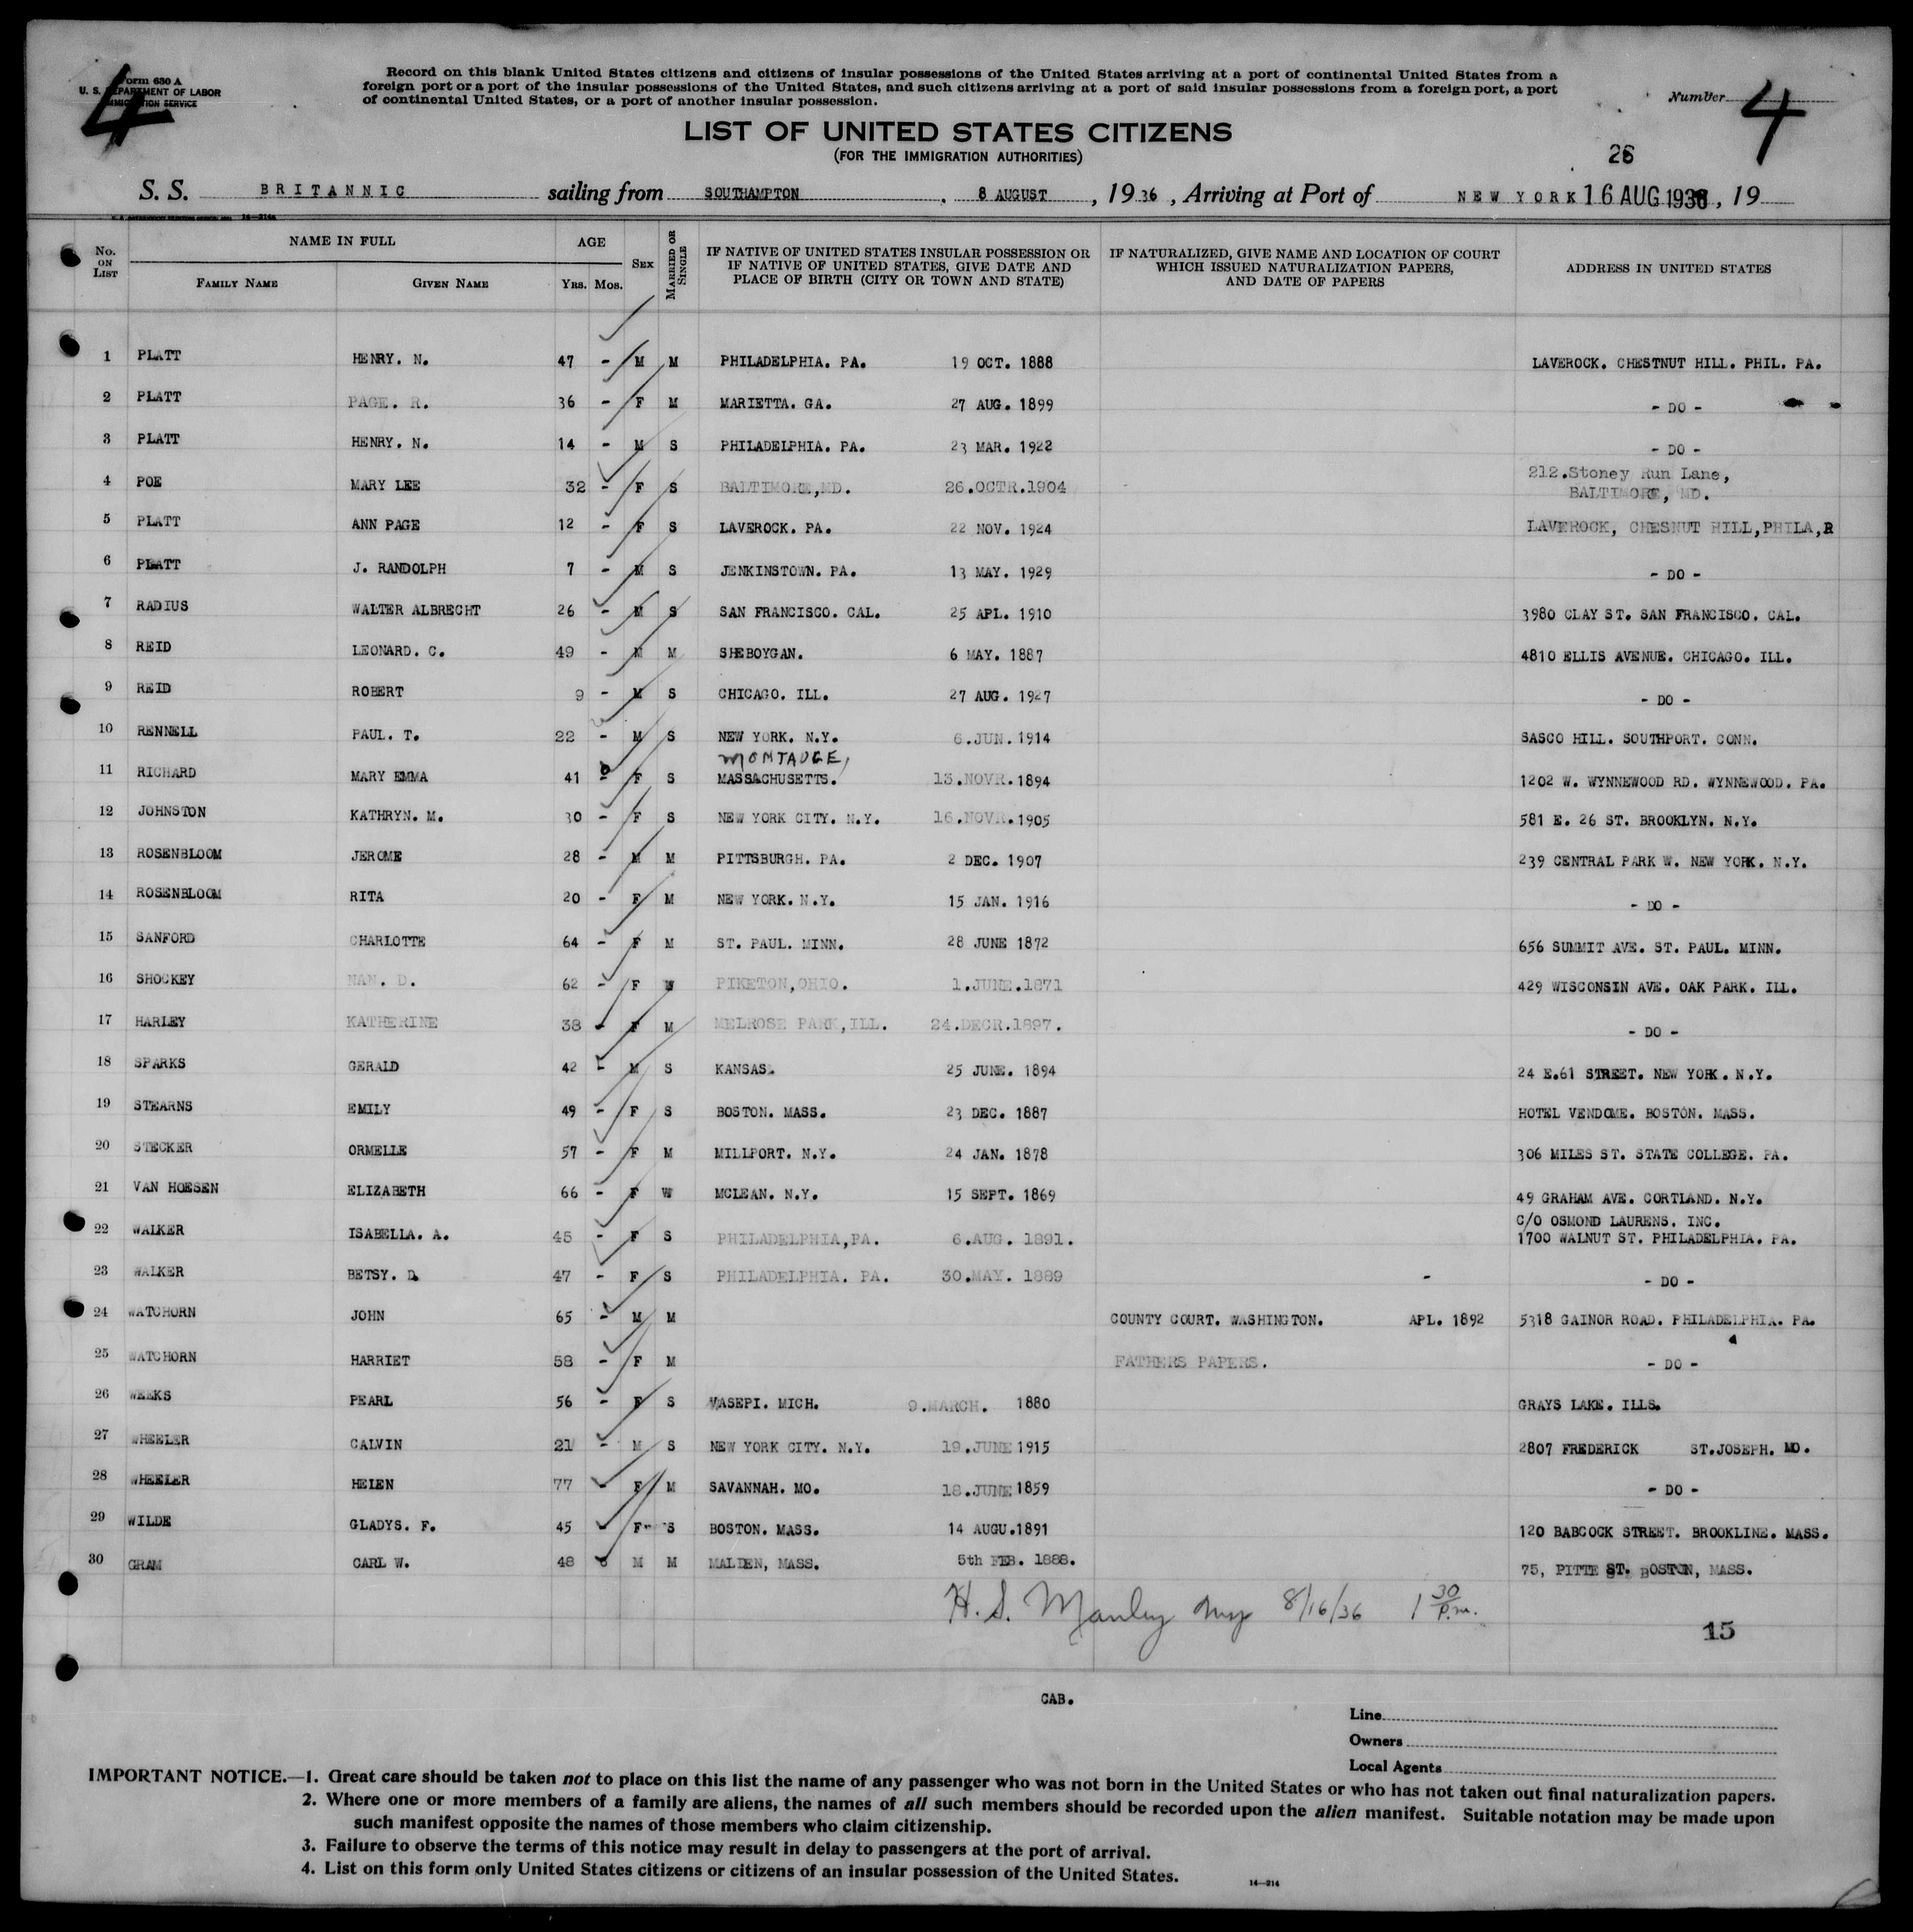 Form 630 A
U. S. DEPARTMENT OF LABOR
IMMIGRATION SERVICE
4
Record on this blank United States citizens and citizens of insular possessions of the United States arriving at a port of continental United States from a
foreign port or a port of the insular possessions of the United States, and such citizens arriving at a port of said insular possessions from a foreign port, a port
of continental United States, or a port of another insular possession.
Number 4
LIST OF UNITED STATES CITIZENS
(FOR THE IMMIGRATION AUTHORITIES)
26
S. S. BRITANNIC sailing from SOUTHAMPTON, 8 AUGUST, 1936, Arriving at Port of NEW YORK 16 AUG 1936, 19
No. ON LIST NAME IN FULL FAMILY NAME GIVEN NAME AGE YRS. MOS. SEX MARRIED OR SINGLE IF NATIVE OF UNITED STATES INSULAR POSSESSION OR IF NATIVE OF UNITED STATES, GIVE DATE AND PLACE OF BIRTH (CITY OR TOWN AND STATE) IF NATURALIZED, GIVE NAME AND LOCATION OF COURT WHICH ISSUED NATURALIZATION PAPERS, AND DATE OF PAPERS ADDRESS IN UNITED STATES
1 PLATT HENRY. N. 47 - M M PHILADELPHIA. PA. 19 OCT. 1888 LAVEROCK. CHESTNUT HILL. PHIL. PA.
2 PLATT PAGE. R. 36 - F M MARIETTA. GA. 27 AUG. 1899 - DO -
3 PLATT HENRY. N. 14 - M S PHILADELPHIA. PA. 23 MAR. 1922 - DO -
4 POE MARY LEE 32 - F S BALTIMORE,MD. 26.OCTR.1904 212.Stoney Run Lane,
BALTIMORE, MD.
5 PLATT ANN PAGE 12 - F S LAVEROCK. PA. 22 NOV. 1924 LAVEROCK, CHESNUT HILL,PHILA,R
6 PLATT J. RANDOLPH 7 - M S JENKINSTOWN. PA. 13 MAY. 1929 - DO -
7 RADIUS WALTER ALBRECHT 26 - M S SAN FRANCISCO. CAL. 25 APL. 1910 3980 CLAY ST. SAN FRANCISCO. CAL.
8 REID LEONARD. C. 49 - M M SHEBOYGAN. 6 MAY. 1887 4810 ELLIS AVENUE. CHICAGO. ILL.
9 REID ROBERT 9 - M S CHICAGO. ILL. 27 AUG. 1927 - DO -
10 RENNELL PAUL. T. 22 - M S NEW YORK. N.Y. 6.JUN.1914 SASCO HILL. SOUTHPORT. CONN.
MONTAUGE,
11 RICHARD MARY EMMA 41 - F S MASSACHUSETTS. 13.NOVR.1894 1202 W. WYNNEWOOD RD. WYNNEWOOD. PA.
12 JOHNSTON KATHRYN. M. 30 - F S NEW YORK CITY. N.Y. 16.NOVR.1905 581 E. 26 ST. BROOKLYN. N.Y.
13 ROSENBLOOM JEROME 28 - M M PITTSBURGH. PA. 2 DEC. 1907 239 CENTRAL PARK W. NEW YORK. N.Y.
14 ROSENBLOOM RITA 20 - F M NEW YORK. N.Y. 15 JAN. 1916 - DO -
15 SANFORD CHARLOTTE 64 - F M ST. PAUL. MINN. 28 JUNE 1872 656 SUMMIT AVE. ST. PAUL. MINN.
16 SHOCKEY NAN. D. 62 - F W PIKETON,OHIO. 1.JUNE.1871 429 WISCONSIN AVE. OAK PARK. ILL.
17 HARLEY KATHERINE 38 - F M MELROSE PARK,ILL. 24.DECR.1897. - DO -
18 SPARKS GERALD 42 - M S KANSAS. 25 JUNE. 1894 24 E.61 STREET. NEW YORK. N.Y.
19 STEARNS EMILY 49 - F S BOSTON. MASS. 23 DEC. 1887 HOTEL VENDOME. BOSTON. MASS.
20 STECKER ORMELLE 57 - F M MILLPORT. N.Y. 24 JAN. 1878 306 MILES ST. STATE COLLEGE. PA.
21 VAN HOESEN ELIZABETH 66 - F W MCLEAN. N.Y. 15 SEPT. 1869 49 GRAHAM AVE. CORTLAND. N.Y.
22 WALKER ISABELLA. A. 45 - F S PHILADELPHIA,PA. 6.AUG. 1891. C/O OSMOND LAURENS. INC.
1700 WALNUT ST. PHILADELPHIA. PA.
23 WALKER BETSY. D. 47 - F S PHILADELPHIA. PA. 30.MAY. 1889 - DO -
24 WATCHORN JOHN 65 - M M COUNTY COURT. WASHINGTON. APL. 1892 5318 GAINOR ROAD. PHILADELPHIA. PA.
25 WATCHORN HARRIET 58 - F M FATHERS PAPERS. - DO -
26 WEEKS PEARL 56 - F S VASEPI. MICH. 9.MARCH. 1880 GRAYS LAKE. ILLS.
27 WHEELER CALVIN 21 - M S NEW YORK CITY. N.Y. 19.JUNE 1915 2807 FREDERICK ST.JOSEPH. MO.
28 WHEELER HELEN 77 - F M SAVANNAH. MO. 18.JUNE 1859 - DO -
29 WILDE GLADYS. F. 45 - F S BOSTON. MASS. 14 AUGU.1891 120 BABCOCK STREET. BROOKLINE. MASS.
30 GRAM CARL W. 48 6 M M MALDEN, MASS. 5th FEB. 1888. 75, PITTE ST. BOSTON, MASS.
H. S. Manley 8/16/36 1 30 p.m.
15
CAB.
Line
Owners
Local Agents
IMPORTANT NOTICE.—1. Great care should be taken not to place on this list the name of any passenger who was not born in the United States or who has not taken out final naturalization papers.
2. Where one or more members of a family are aliens, the names of all such members should be recorded upon the alien manifest. Suitable notation may be made upon
such manifest opposite the names of those members who claim citizenship.
3. Failure to observe the terms of this notice may result in delay to passengers at the port of arrival.
4. List on this form only United States citizens or citizens of an insular possession of the United States.
14—214